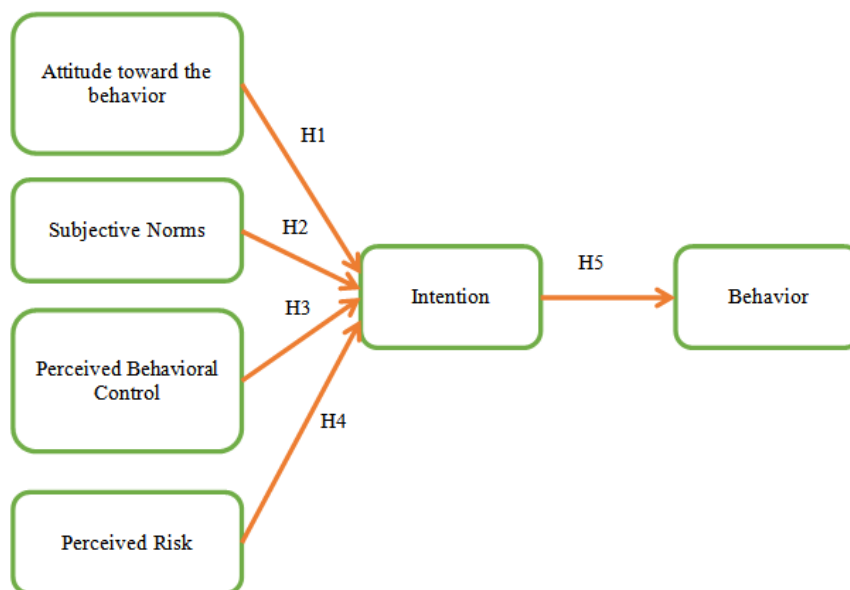 Attitude toward the
behavior
H1
Subjective Norms
H2
Intention
H5
Behavior
H3
Perceived Behavioral
Control
H4
Perceived Risk